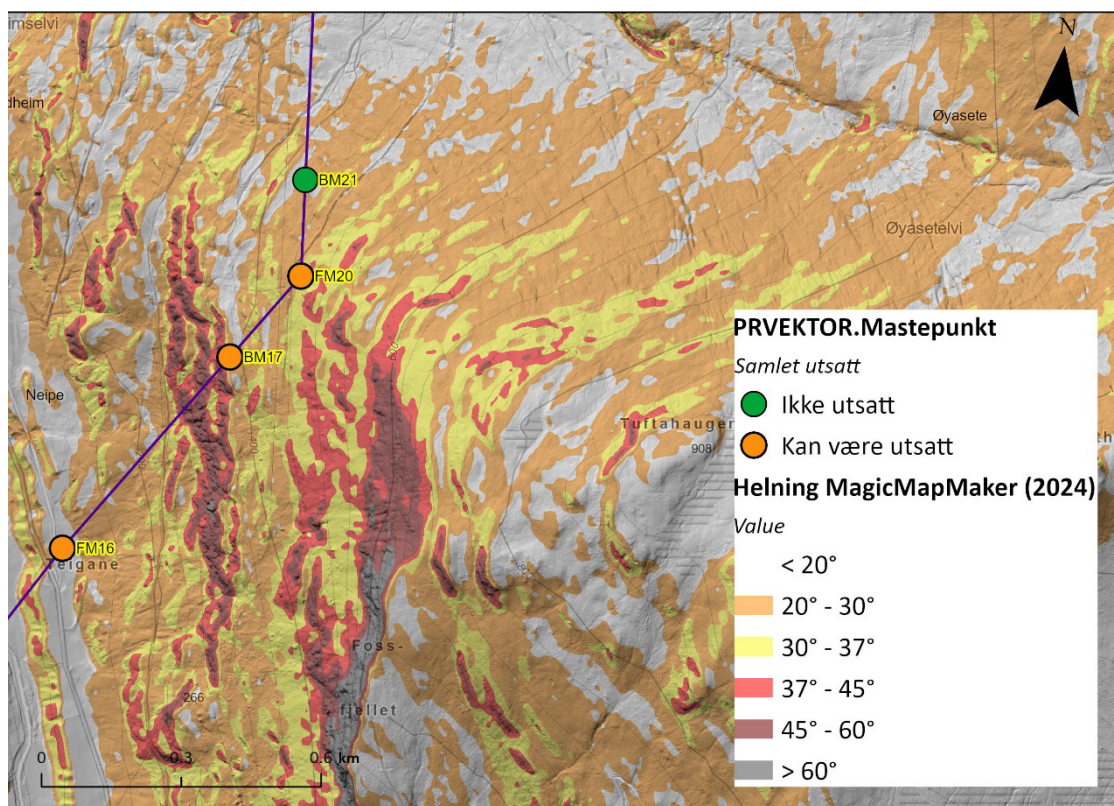 imselvi
N
dheim
Øyasete
BM21
Øyasetelvi
FM20
BM17
Neipe
Tuftahaugen
908
FM16
Teigane
Foss-
fjellet
266
0 0.3 0.6 km
PRVEKTOR.Mastepunkt
Samlet utsatt
Ikke utsatt
Kan være utsatt
Helning MagicMapMaker (2024)
Value
< 20°
20° - 30°
30° - 37°
37° - 45°
45° - 60°
> 60°